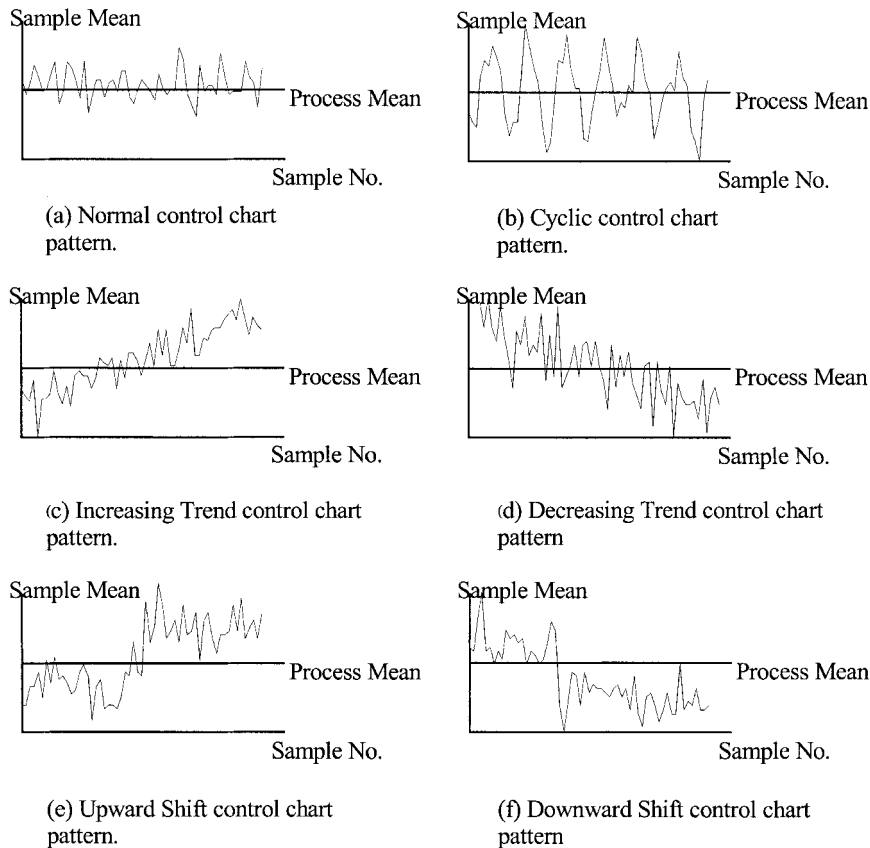 Sample Mean
Process Mean
Sample No.
(a) Normal control chart
pattern.
Sample Mean
Process Mean
Sample No.
(b) Cyclic control chart
pattern.
Sample Mean
Process Mean
Sample No.
(c) Increasing Trend control chart
pattern.
Sample Mean
Process Mean
Sample No.
(d) Decreasing Trend control chart
pattern
Sample Mean
Process Mean
Sample No.
(e) Upward Shift control chart
pattern.
Sample Mean
Process Mean
Sample No.
(f) Downward Shift control chart
pattern